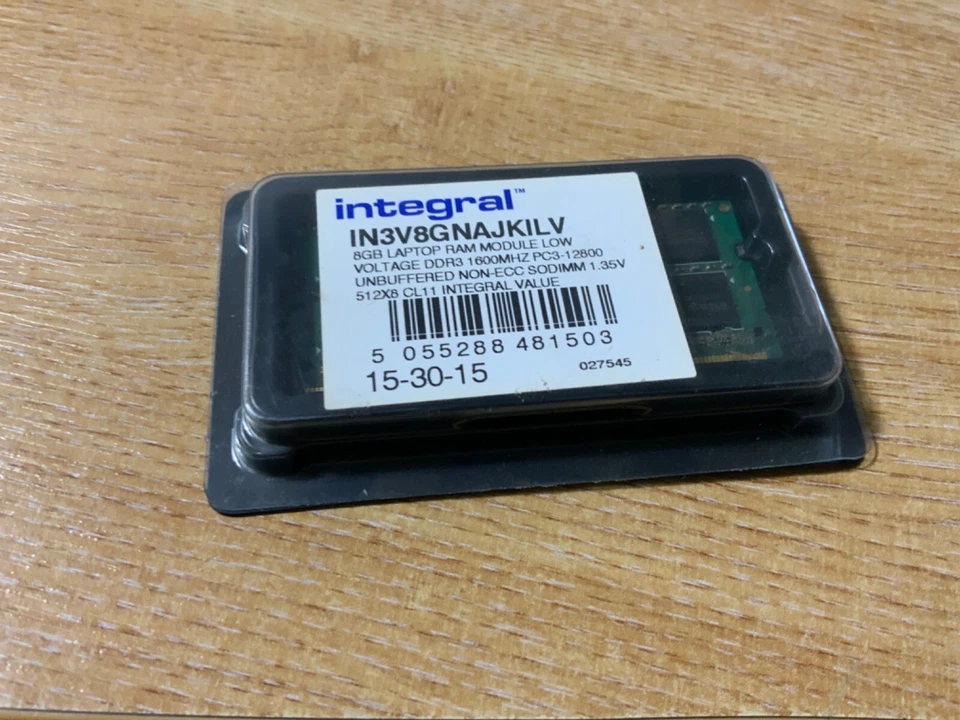 integral™
IN3V8GNAJKILV
8GB LAPTOP RAM MODULE LOW
VOLTAGE DDR3 1600MHZ PC3-12800
UNBUFFERED NON-ECC SODIMM 1.35V
512X8 CL11 INTEGRAL VALUE
5 055288 481503
15-30-15 027545